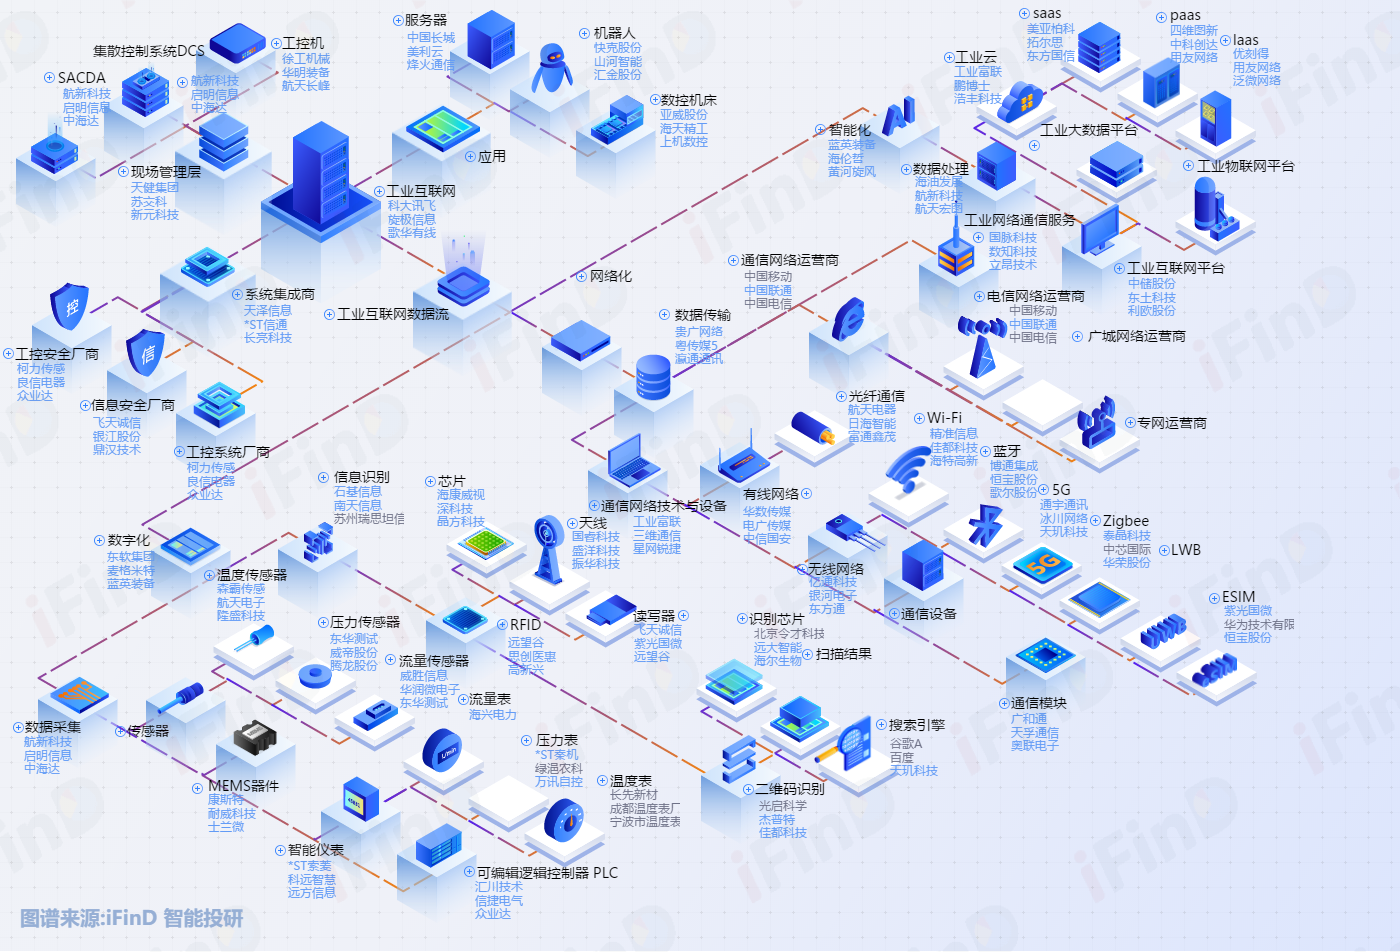 服务器
中国长城
美利云
烽火通信
机器人
快克股份
山河智能
汇金股份
集散控制系统DCS
航新科技
启明信息
中海达
工控机
徐工机械
华明装备
航天长峰
SACDA
航新科技
启明信息
中海达
数控机床
亚威股份
海天精工
上机数控
应用
现场管理层
天健集团
苏交科
新元科技
工业互联网
科大讯飞
旋极信息
歌华有线
saas
美亚柏科
拓尔思
东方国信
paas
四维图新
中科创达
用友网络
Iaas
优刻得
用友网络
泛微网络
工业云
工业富联
鹏博士
浩丰科技
智能化
蓝英装备
海伦哲
黄河旋风
工业大数据平台
数据处理
海油发展
航新科技
航天宏图
工业物联网平台
工业网络通信服务
国脉科技
数知科技
立昂技术
工业互联网平台
中储股份
东土科技
利欧股份
系统集成商
天泽信息
*ST信通
长亮科技
工业互联网数据流
网络化
通信网络运营商
中国移动
中国联通
中国电信
电信网络运营商
中国移动
中国联通
中国电信
广城网络运营商
专网运营商
数据传输
贵广网络
粤传媒5
瀛通通讯
控
工控安全厂商
柯力传感
良信电器
众业达
信
信息安全厂商
飞天诚信
银江股份
鼎汉技术
工控系统厂商
柯力传感
良信电器
众业达
光纤通信
航天电器
日海智能
富通鑫茂
Wi-Fi
精准信息
佳都科技
海特高新
蓝牙
博通集成
恒宝股份
歌尔股份
5G
通宇通讯
冰川网络
天玑科技
Zigbee
泰晶科技
中芯国际
华荣股份
LWB
ESIM
紫光国微
华为技术有限
恒宝股份
信息识别
石基信息
南天信息
苏州瑞思坦信
芯片
海康威视
深科技
晶方科技
天线
国睿科技
盛洋科技
振华科技
通信网络技术与设备
工业富联
三维通信
星网锐捷
有线网络
华数传媒
电广传媒
中信国安
无线网络
亿通科技
银河电子
东方通
通信设备
数字化
东软集团
麦格米特
蓝英装备
温度传感器
森霸传感
航天电子
隆盛科技
压力传感器
东华测试
威帝股份
腾龙股份
RFID
远望谷
思创医惠
高新兴
读写器
飞天诚信
紫光国微
远望谷
识别芯片
北京令才科技
远大智能
海尔生物
扫描结果
流量传感器
威胜信息
华润微电子
东华测试
流量表
海兴电力
数据采集
航新科技
启明信息
中海达
传感器
MEMS器件
康斯特
耐威科技
士兰微
压力表
*ST秦机
绿港农科
万讯自控
温度表
长先新材
成都温度表厂
宁波市温度表
二维码识别
光启科学
杰普特
佳都科技
搜索引擎
谷歌A
百度
天玑科技
通信模块
广和通
天孚通信
奥联电子
智能仪表
*ST索菱
科远智慧
远方信息
可编辑逻辑控制器 PLC
汇川技术
信捷电气
众业达
图谱来源:iFinD 智能投研